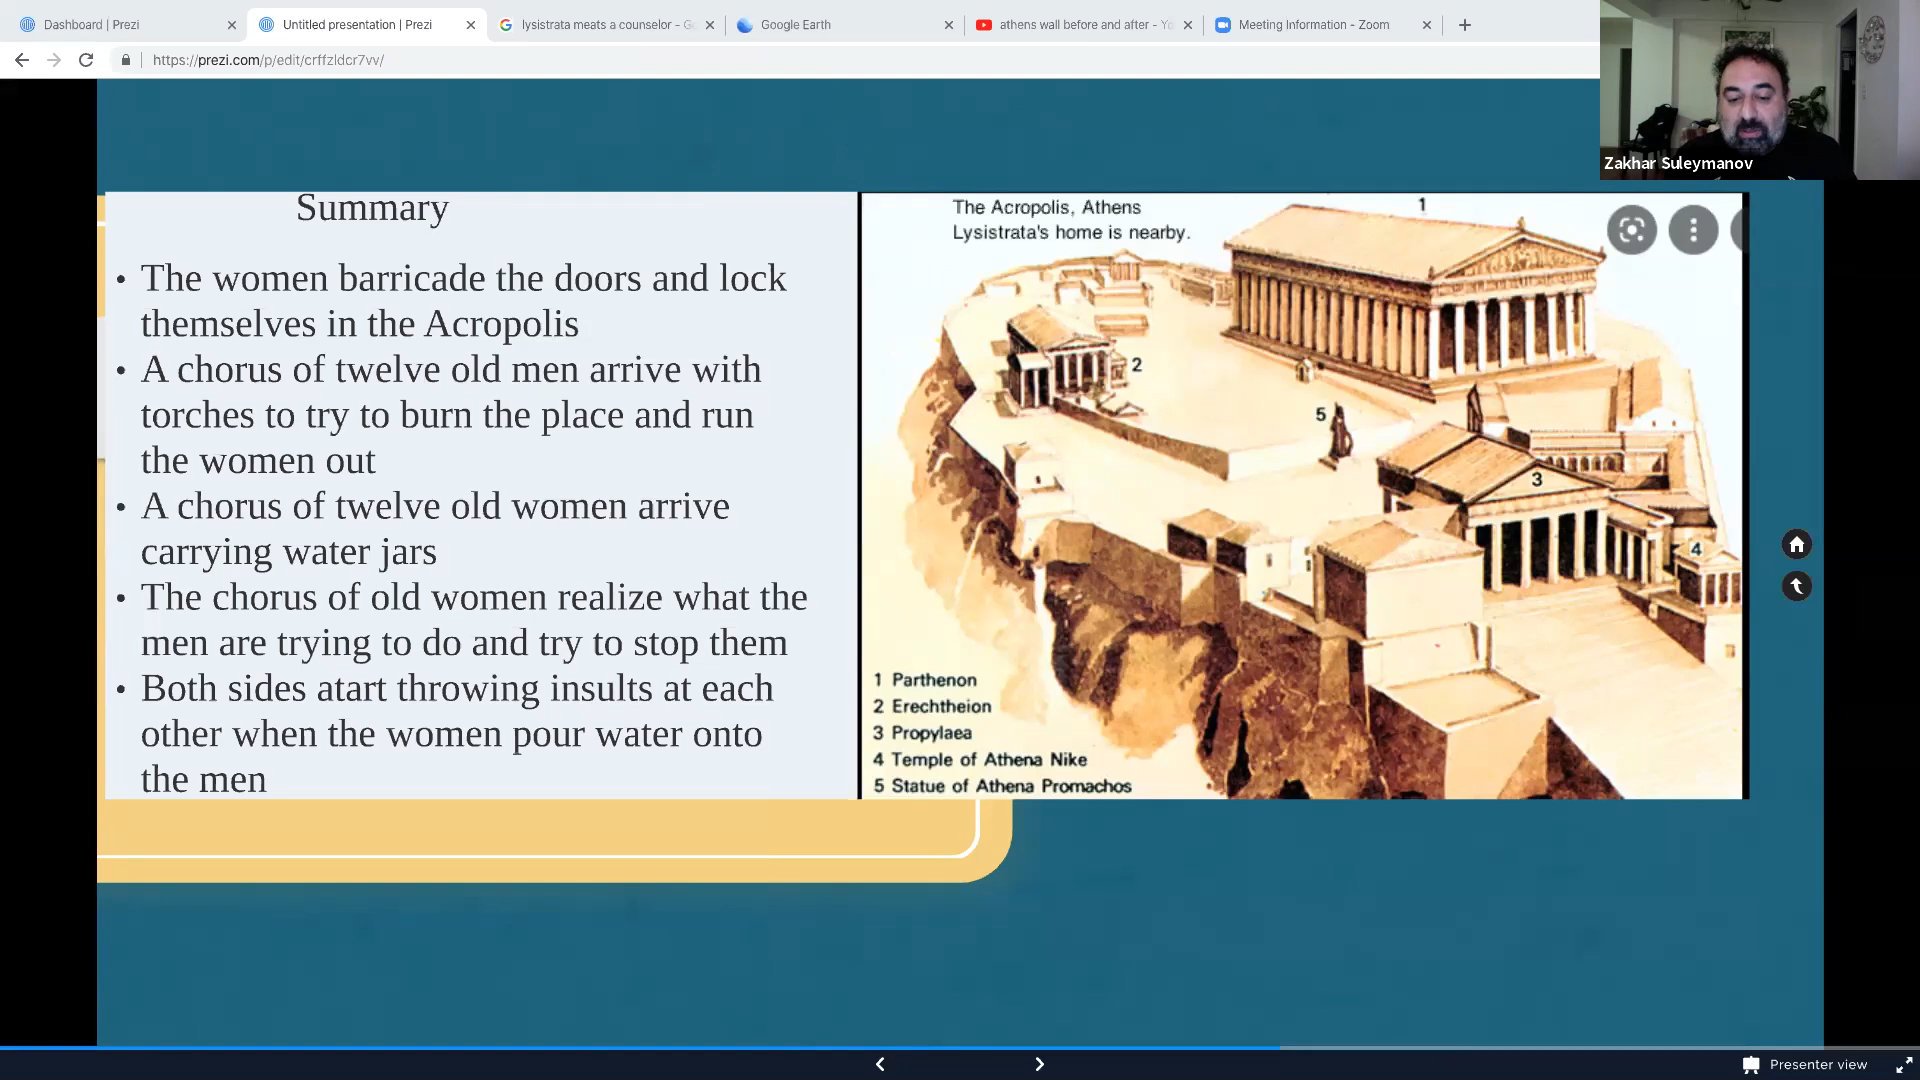 Dashboard | Prezi
Untitled presentation | Prezi
lysistrata meats a counselor - G
Google Earth
athens wall before and after - Yo
Meeting Information - Zoom
https://prezi.com/p/edit/crffzldcr7vv/
Zakhar Suleymanov
Summary
• The women barricade the doors and lock
themselves in the Acropolis
• A chorus of twelve old men arrive with
torches to try to burn the place and run
the women out
• A chorus of twelve old women arrive
carrying water jars
• The chorus of old women realize what the
men are trying to do and try to stop them
• Both sides atart throwing insults at each
other when the women pour water onto
the men
The Acropolis, Athens
Lysistrata's home is nearby.
1
2
5
3
4
1 Parthenon
2 Erechtheion
3 Propylaea
4 Temple of Athena Nike
5 Statue of Athena Promachos
Presenter view